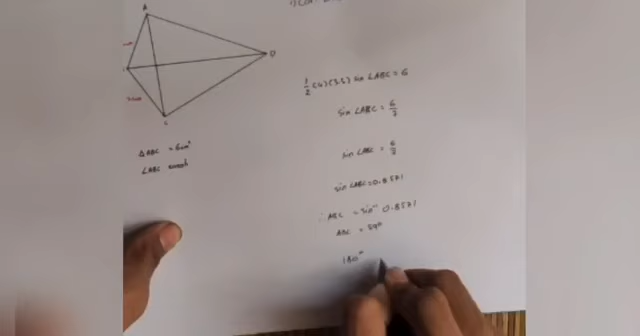 A
D
C
△ABC = 6cm²
∠ABC
½ (4)(3.5) sin ∠ABC = 6
sin ∠ABC = 6/7
sin ∠ABC = 6/7
sin ∠ABC = 0.8571
∴ ABC = sin⁻¹ 0.8571
ABC = 59°
180°